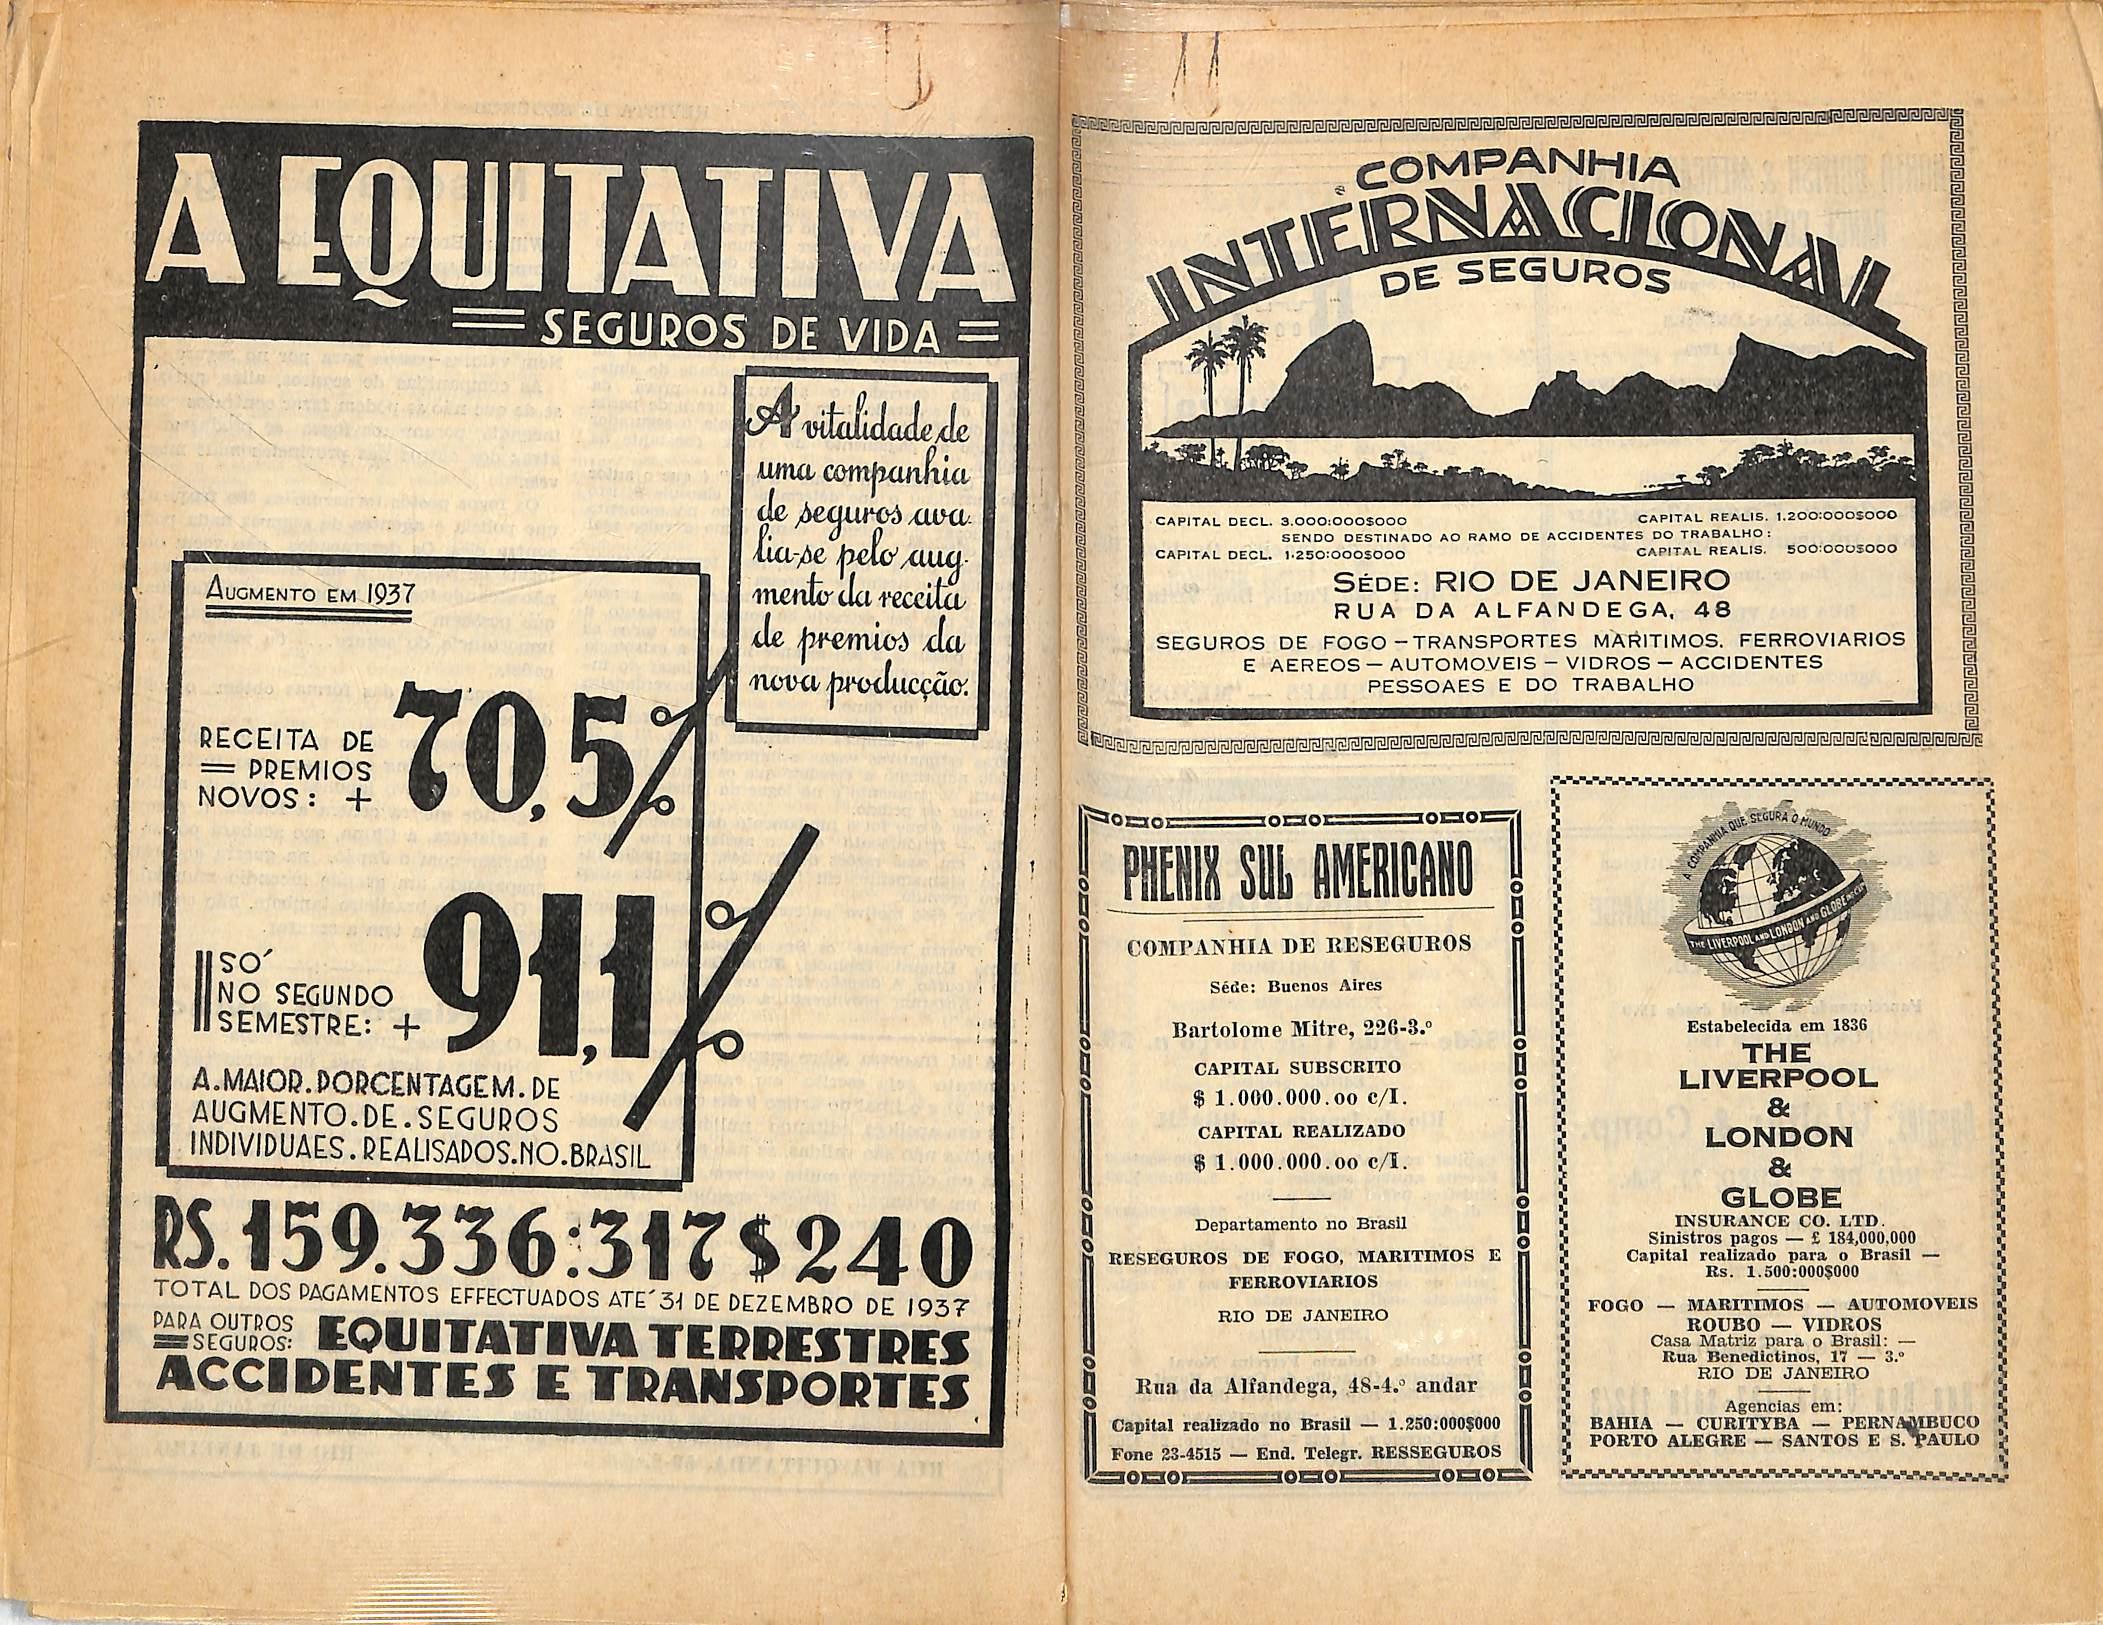 A EQUITATIVA
SEGUROS DE VIDA
A vitalidade de
uma companhia
de seguros ava-
lia-se pelo aug-
mento da receita
de premios da
nova producção.
AUGMENTO EM 1937
RECEITA DE
PREMIOS
NOVOS: + 70,5%
SÓ
NO SEGUNDO
SEMESTRE: + 91,1%
A.MAIOR.PORCENTAGEM.DE
AUGMENTO.DE.SEGUROS
INDIVIDUAES.REALISADOS.NO.BRASIL
RS.159.336:317$240
TOTAL DOS PAGAMENTOS EFFECTUADOS ATÉ 31 DE DEZEMBRO DE 1937
PARA OUTROS
SEGUROS:
EQUITATIVA TERRESTRES
ACCIDENTES E TRANSPORTES
COMPANHIA
INTERNACIONAL
DE SEGUROS
CAPITAL DECL. 3.000:000$000 CAPITAL REALIS. 1.200:000$000
SENDO DESTINADO AO RAMO DE ACCIDENTES DO TRABALHO:
CAPITAL DECL. 1.250:000$000 CAPITAL REALIS. 500:000$000
SÉDE: RIO DE JANEIRO
RUA DA ALFANDEGA, 48
SEGUROS DE FOGO – TRANSPORTES MARITIMOS. FERROVIARIOS
E AEREOS – AUTOMOVEIS – VIDROS – ACCIDENTES
PESSOAES E DO TRABALHO
PHENIX SUL AMERICANO
COMPANHIA DE RESEGUROS
Séde: Buenos Aires
Bartolome Mitre, 226-3.º
CAPITAL SUBSCRITO
$ 1.000.000.oo c/l.
CAPITAL REALIZADO
$ 1.000.000.oo c/l.
Departamento no Brasil
RESEGUROS DE FOGO, MARITIMOS E
FERROVIARIOS
RIO DE JANEIRO
Rua da Alfandega, 48-4.º andar
Capital realizado no Brasil — 1.250:000$000
Fone 23-4515 — End. Telegr. RESSEGUROS
A COMPANHIA QUE SEGURA O MUNDO
THE LIVERPOOL AND LONDON AND GLOBE
Estabelecida em 1836
THE
LIVERPOOL
&
LONDON
&
GLOBE
INSURANCE CO. LTD.
Sinistros pagos — £ 184,000,000
Capital realizado para o Brasil —
Rs. 1.500:000$000
FOGO — MARITIMOS — AUTOMOVEIS
ROUBO — VIDROS
Casa Matriz para o Brasil: —
Rua Benedictinos, 17 — 3.º
RIO DE JANEIRO
Agencias em:
BAHIA — CURITYBA — PERNAMBUCO
PORTO ALEGRE — SANTOS E S. PAULO